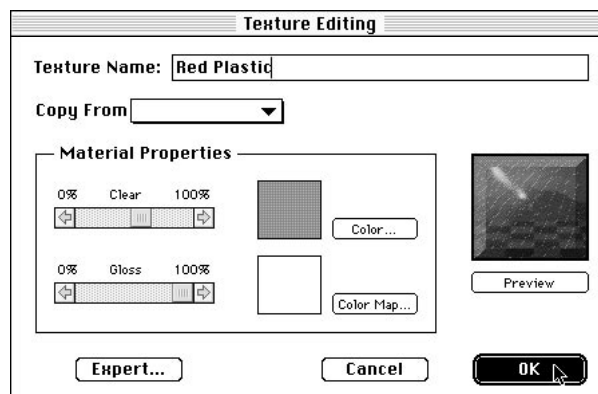 Texture Editing
Texture Name: Red Plastic
Copy From
Material Properties
0% Clear 100%
Color...
0% Gloss 100%
Color Map...
Preview
Expert... Cancel OK